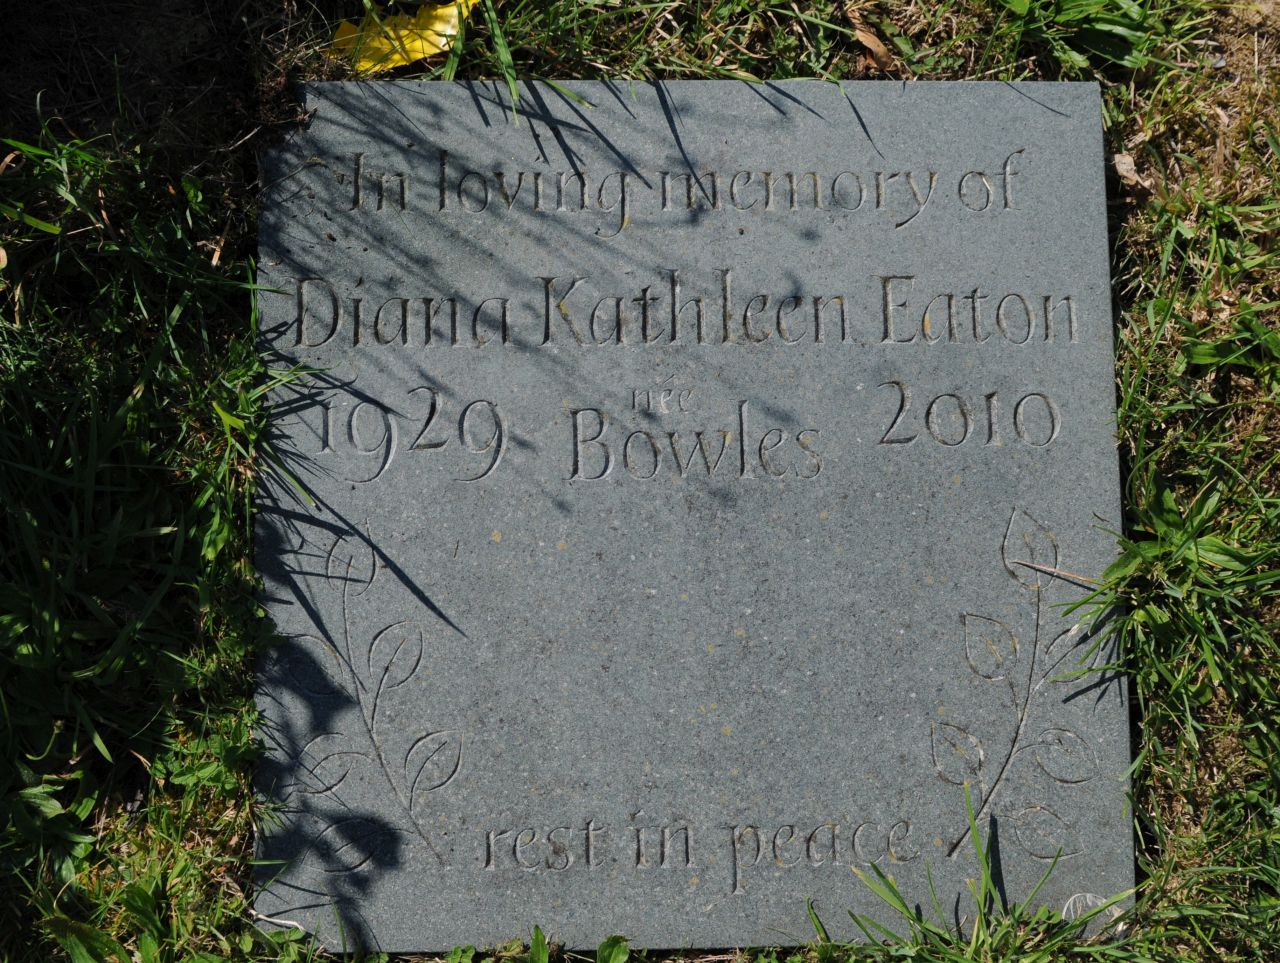 In loving memory of
Diana Kathleen Eaton
1929 née 2010
Bowles
rest in peace